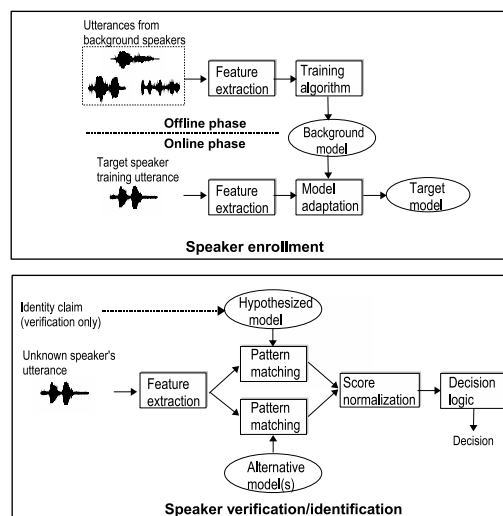 Utterances from
background speakers
Feature
extraction
Training
algorithm
Offline phase
Online phase
Background
model
Target speaker
training utterance
Feature
extraction
Model
adaptation
Target
model
Speaker enrollment
Identity claim
(verification only)
Hypothesized
model
Unknown speaker's
utterance
Feature
extraction
Pattern
matching
Pattern
matching
Score
normalization
Decision
logic
Decision
Alternative
model(s)
Speaker verification/identification